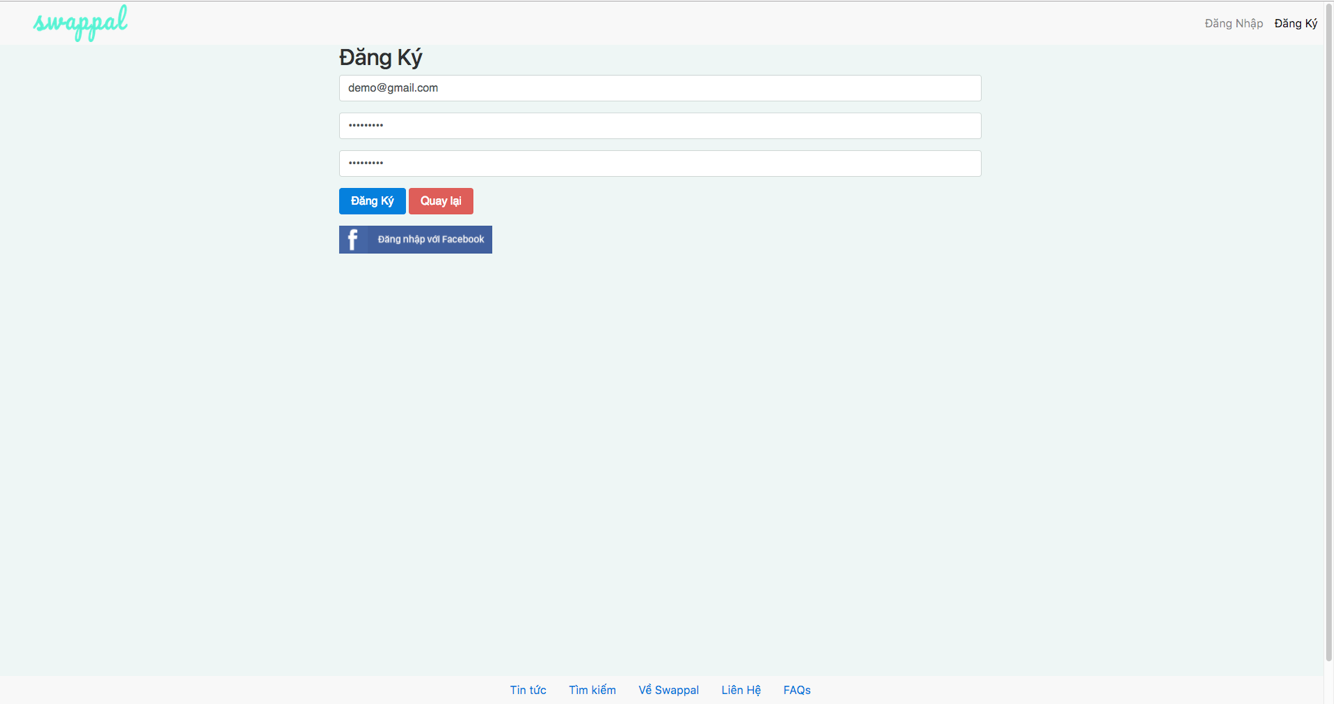 swappal
Đăng Nhập Đăng Ký
Đăng Ký
demo@gmail.com
•••••••••
•••••••••
Đăng Ký Quay lại
f Đăng nhập với Facebook
Tin tức Tìm kiếm Về Swappal Liên Hệ FAQs